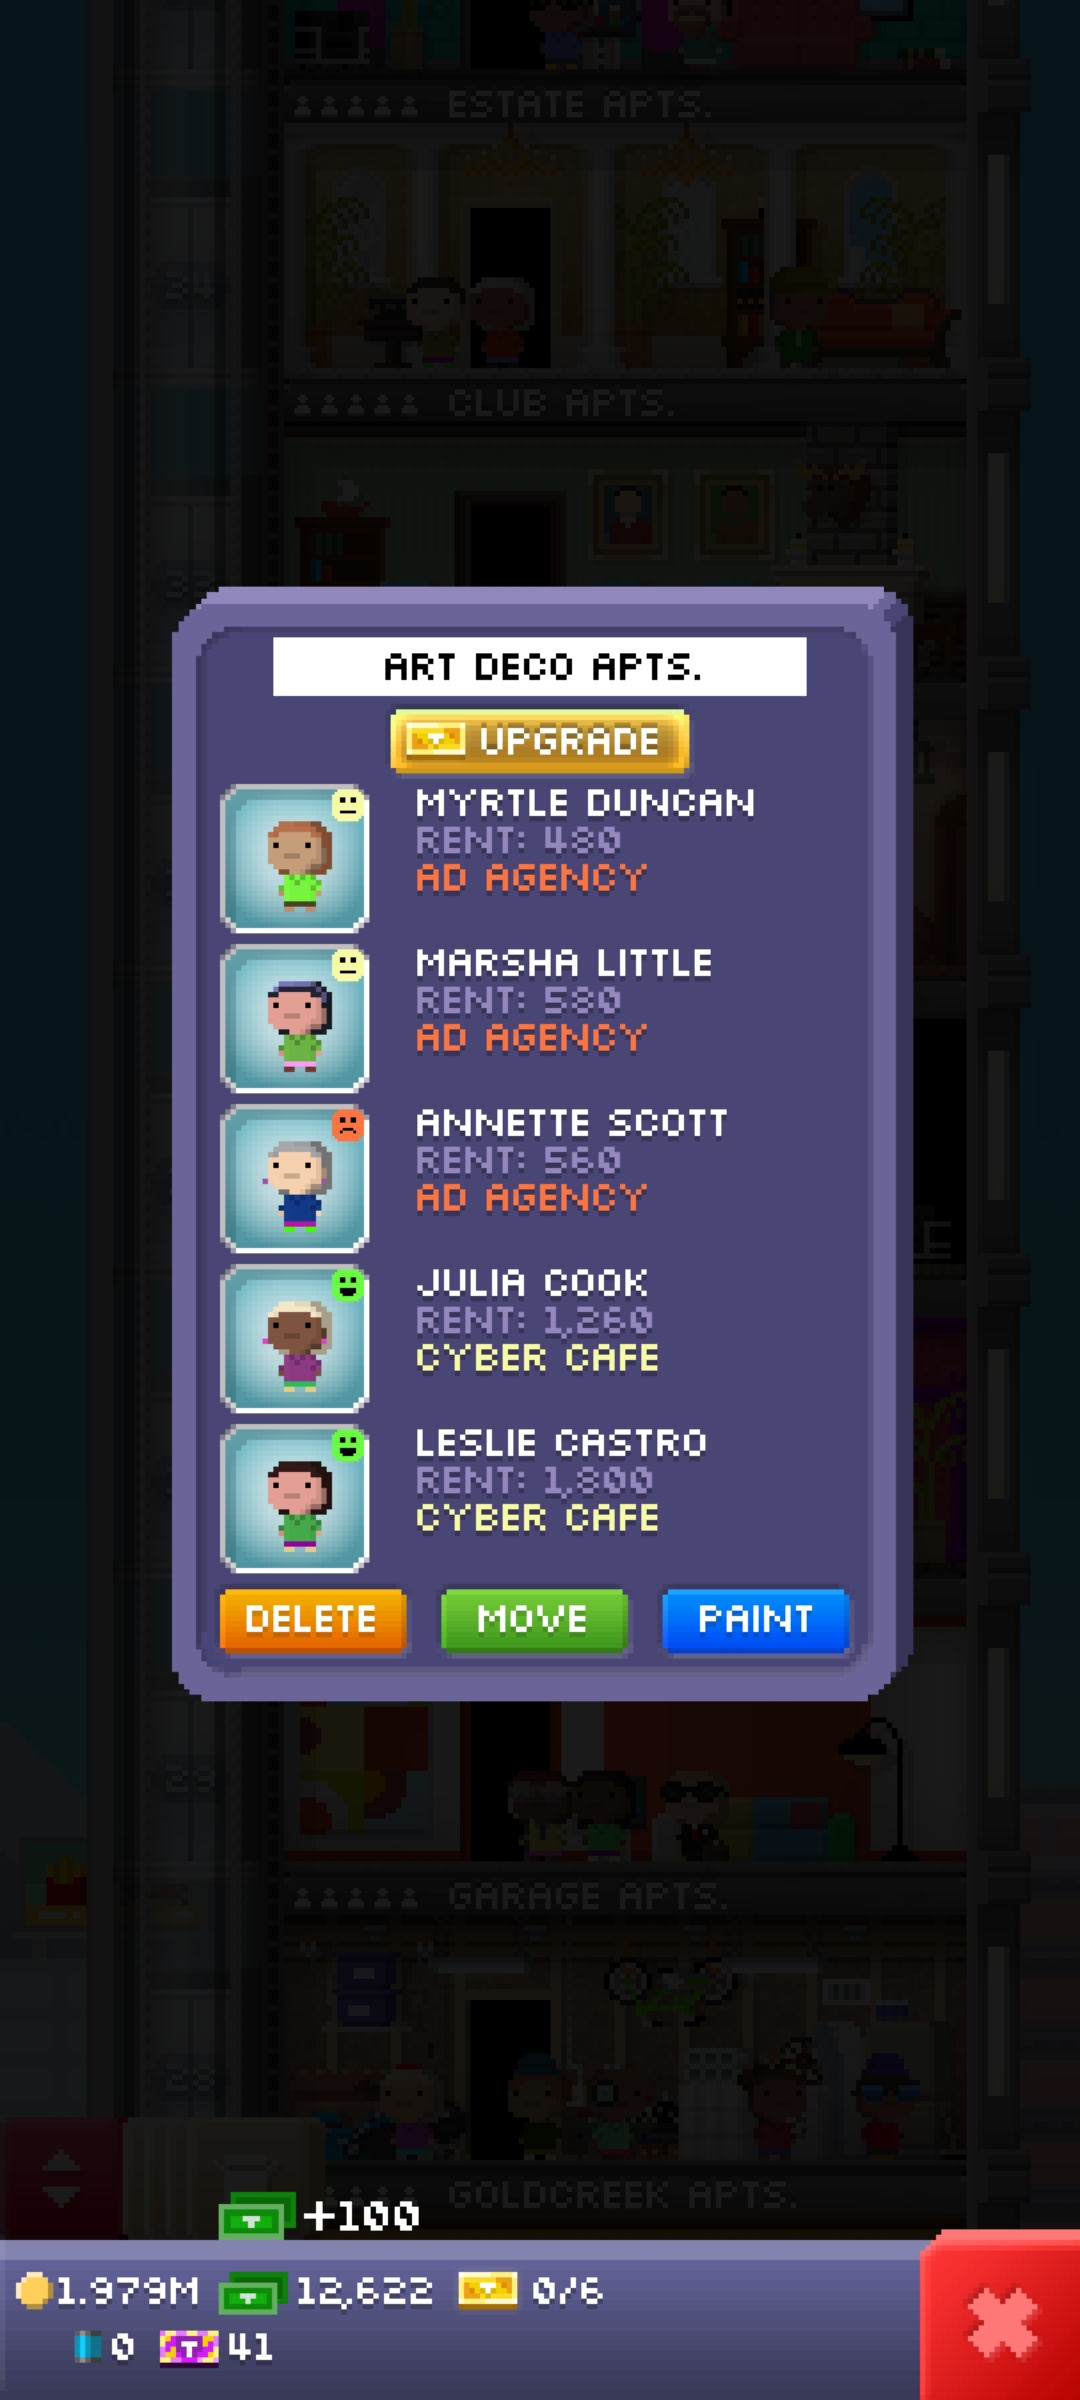 ESTATE APTS.
34
CLUB APTS.
33
ART DECO APTS.
UPGRADE
MYRTLE DUNCAN
RENT: 480
AD AGENCY
MARSHA LITTLE
RENT: 580
AD AGENCY
ANNETTE SCOTT
RENT: 560
AD AGENCY
JULIA COOK
RENT: 1,260
CYBER CAFE
LESLIE CASTRO
RENT: 1,800
CYBER CAFE
DELETE
MOVE
PAINT
GARAGE APTS.
GOLDCREEK APTS.
+100
1.979M
12,622
0/6
0
41